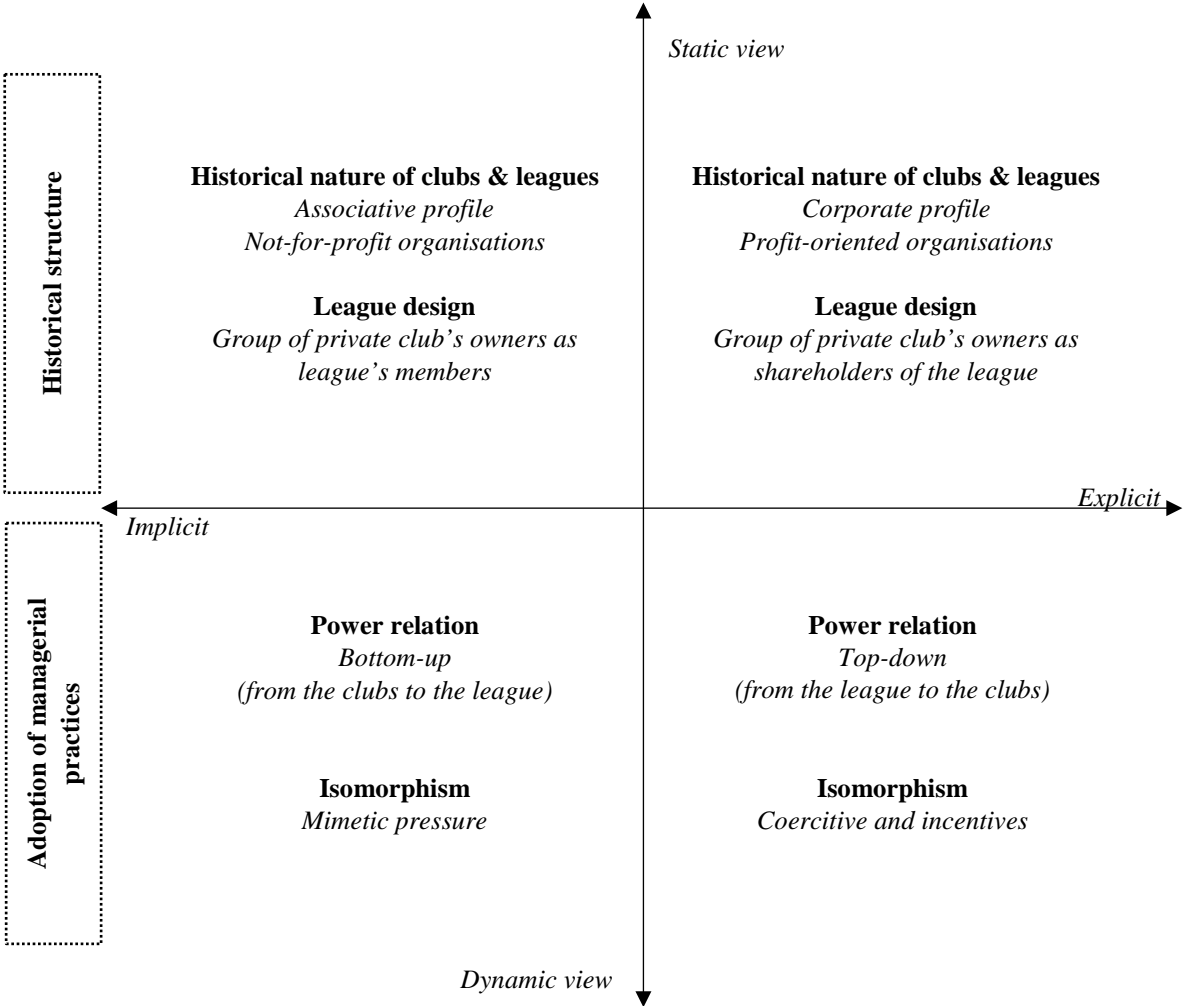 Static view
Historical structure
Historical nature of clubs & leagues
Associative profile
Not-for-profit organisations
League design
Group of private club’s owners as
league’s members
Historical nature of clubs & leagues
Corporate profile
Profit-oriented organisations
League design
Group of private club’s owners as
shareholders of the league
Explicit
Implicit
Adoption of managerial
practices
Power relation
Bottom-up
(from the clubs to the league)
Isomorphism
Mimetic pressure
Power relation
Top-down
(from the league to the clubs)
Isomorphism
Coercitive and incentives
Dynamic view